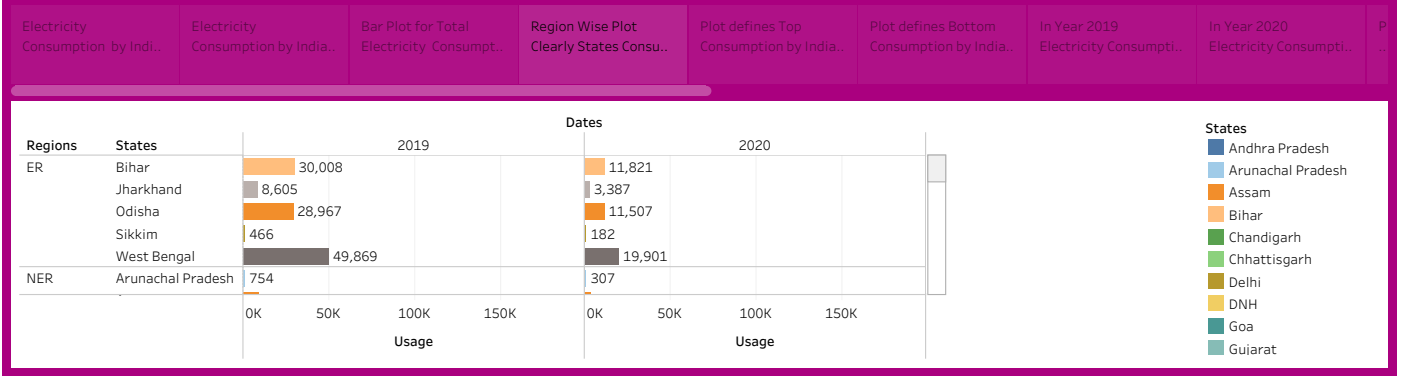 Electricity
Consumption by Indi..
Electricity
Consumption by India..
Bar Plot for Total
Electricity Consumpt..
Region Wise Plot
Clearly States Consu..
Plot defines Top
Consumption by India..
Plot defines Bottom
Consumption by India..
In Year 2019
Electricity Consumpti..
In Year 2020
Electricity Consumpti..
P
..
Dates
Regions States 2019 2020
ER Bihar 30,008 11,821
Jharkhand 8,605 3,387
Odisha 28,967 11,507
Sikkim 466 182
West Bengal 49,869 19,901
NER Arunachal Pradesh 754 307
0K 50K 100K 150K 0K 50K 100K 150K
Usage Usage
States
Andhra Pradesh
Arunachal Pradesh
Assam
Bihar
Chandigarh
Chhattisgarh
Delhi
DNH
Goa
Gujarat